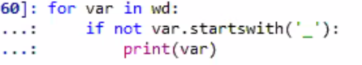 60]: for var in wd:
...:     if not var.startswith('_'):
...:         print(var)